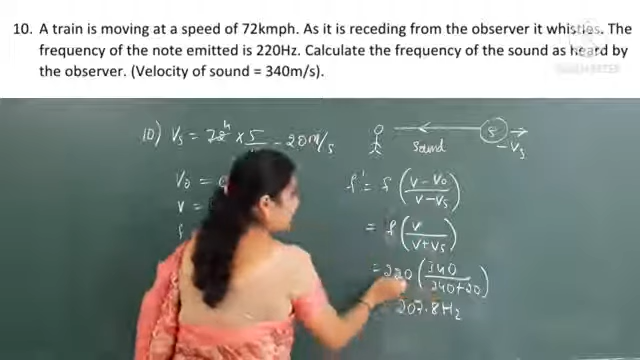 10. A train is moving at a speed of 72kmph. As it is receding from the observer it whistles. The
frequency of the note emitted is 220Hz. Calculate the frequency of the sound as heard by
the observer. (Velocity of sound = 340m/s).
10) Vs = 72 × 5 = 20m/s
S
Sound
-Vs
V0 =
V =
f
f' = f (V - V0 / V - Vs)
= f (V / V + Vs)
= 220 (340 / 340+20)
207.8Hz